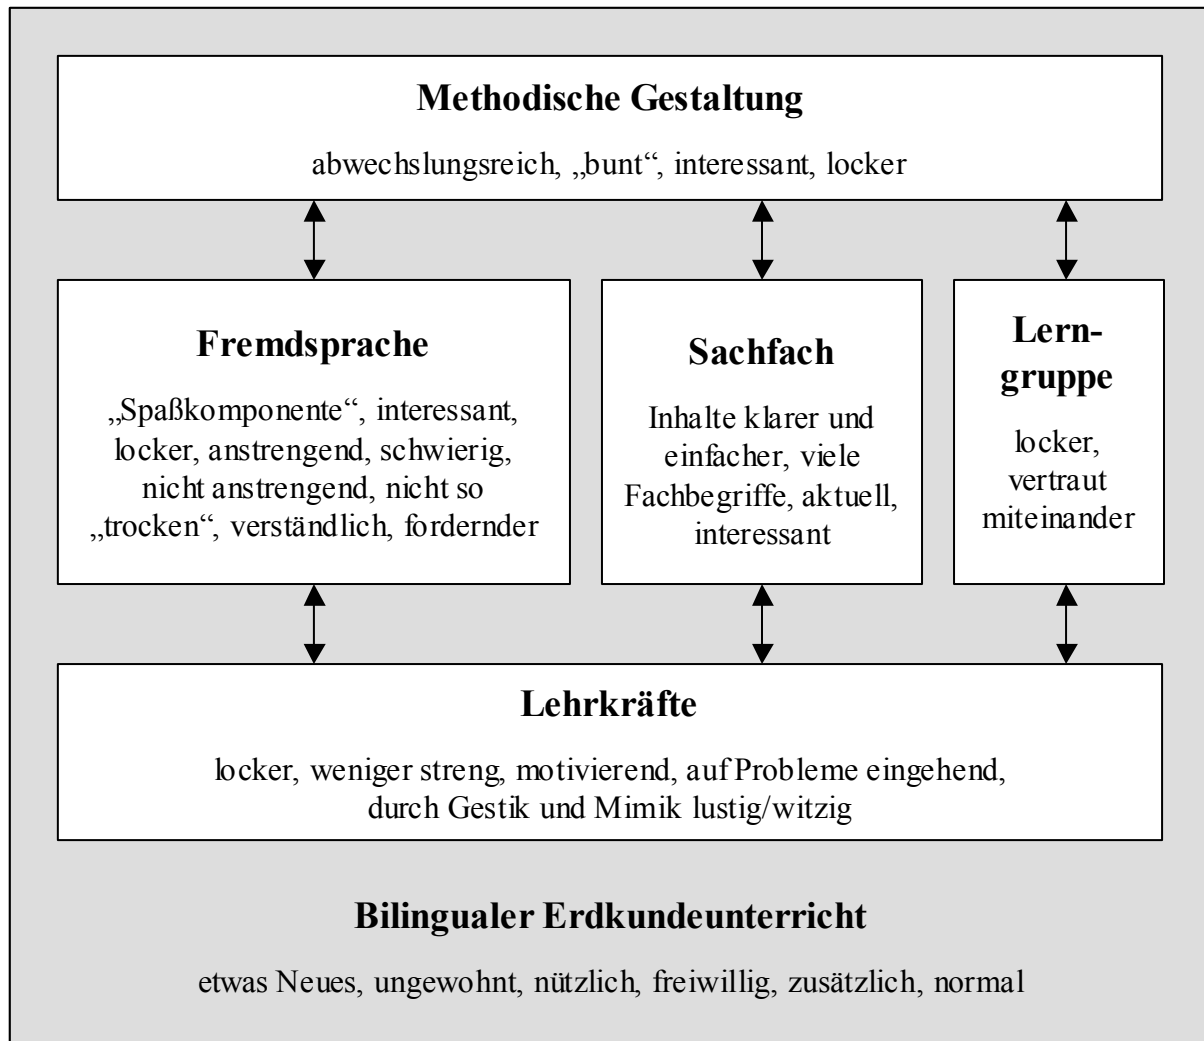 Methodische Gestaltung
abwechslungsreich, „bunt“, interessant, locker
Fremdsprache
„Spaßkomponente“, interessant,
locker, anstrengend, schwierig,
nicht anstrengend, nicht so
„trocken“, verständlich, fordernder
Sachfach
Inhalte klarer und
einfacher, viele
Fachbegriffe, aktuell,
interessant
Lern-
gruppe
locker,
vertraut
miteinander
Lehrkräfte
locker, weniger streng, motivierend, auf Probleme eingehend,
durch Gestik und Mimik lustig/witzig
Bilingualer Erdkundeunterricht
etwas Neues, ungewohnt, nützlich, freiwillig, zusätzlich, normal